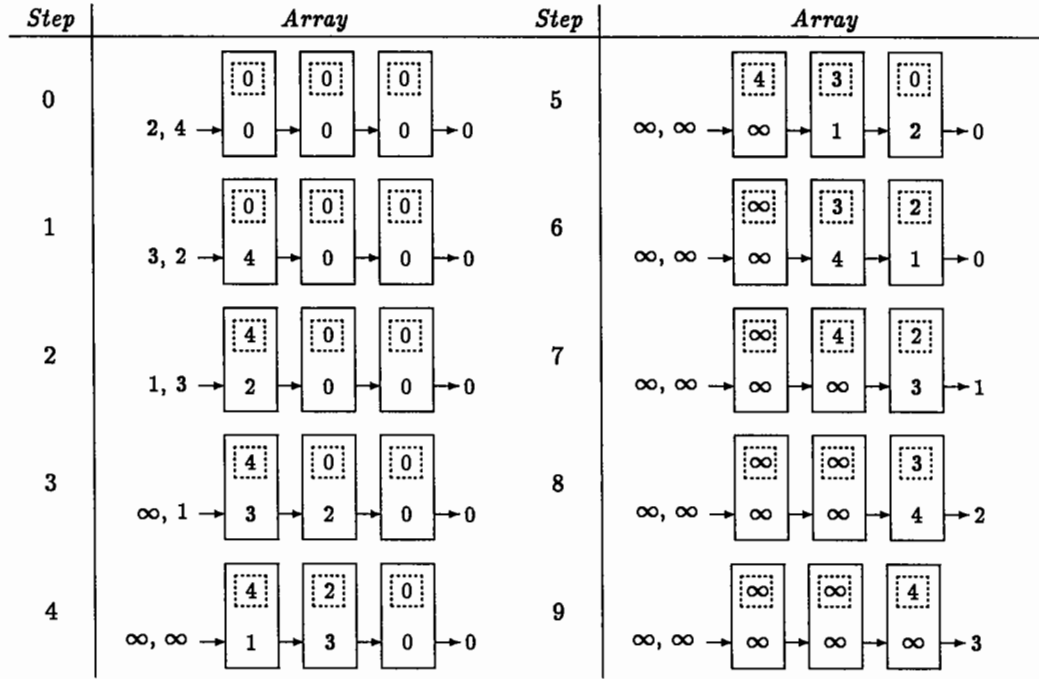 Step Array Step Array
0 0 0 0 5 4 3 0
2, 4 0 0 0 0 ∞, ∞ ∞ 1 2 0
1 0 0 0 6 ∞ 3 2
3, 2 4 0 0 0 ∞, ∞ ∞ 4 1 0
2 4 0 0 7 ∞ 4 2
1, 3 2 0 0 0 ∞, ∞ ∞ ∞ 3 1
3 4 0 0 8 ∞ ∞ 3
∞, 1 3 2 0 0 ∞, ∞ ∞ ∞ 4 2
4 4 2 0 9 ∞ ∞ 4
∞, ∞ 1 3 0 0 ∞, ∞ ∞ ∞ ∞ 3